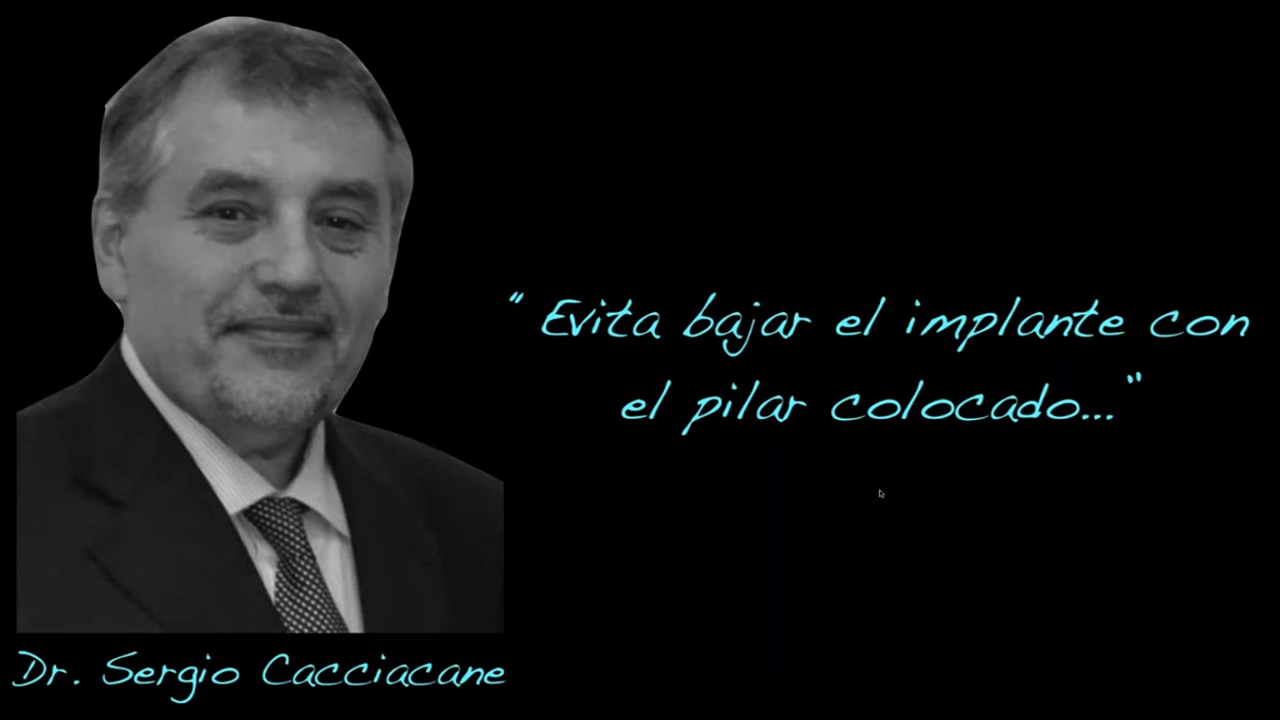 "Evita bajar el implante con
el pilar colocado..."
Dr. Sergio Cacciacane